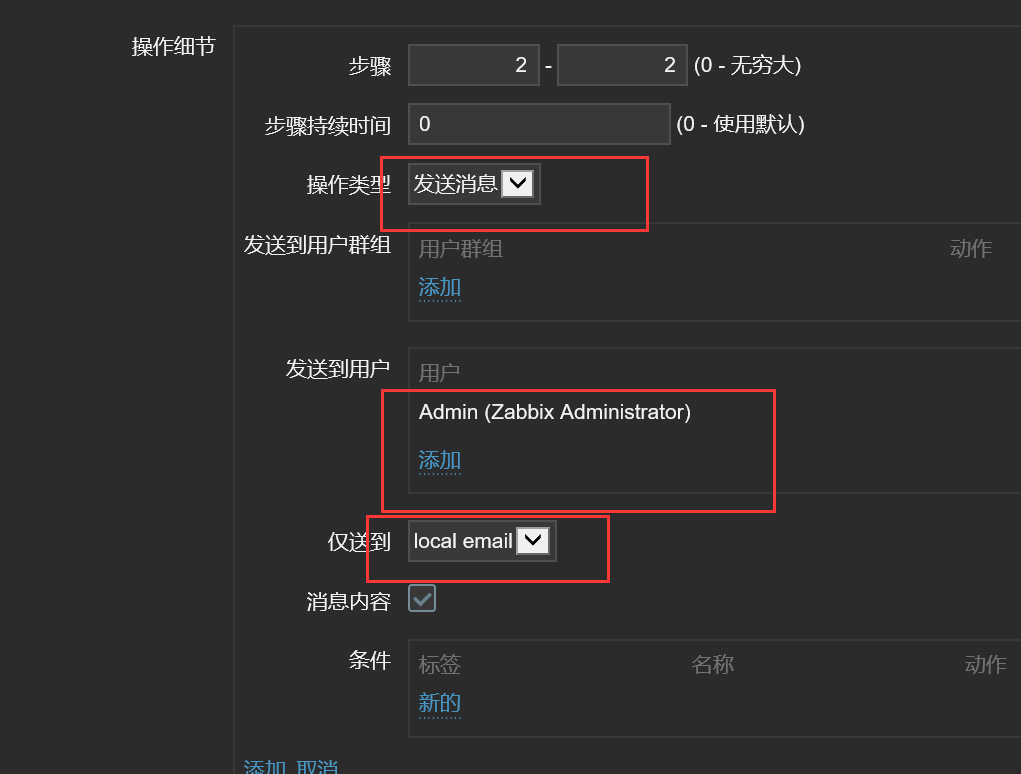 操作细节
步骤 2 - 2 (0 - 无穷大)
步骤持续时间 0 (0 - 使用默认)
操作类型 发送消息
发送到用户群组 用户群组 动作
添加
发送到用户 用户
Admin (Zabbix Administrator)
添加
仅送到 local email
消息内容
条件 标签 名称 动作
新的
添加 取消